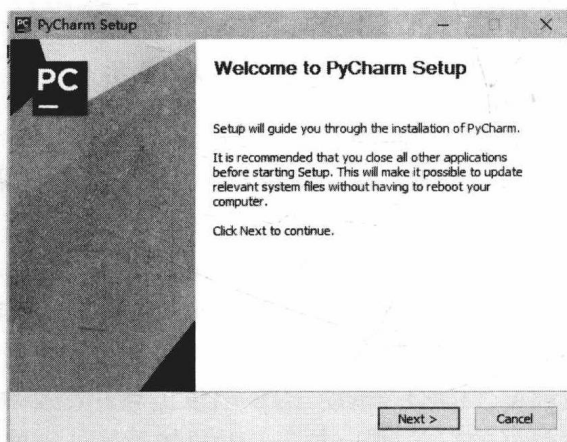 PyCharm Setup
PC
Welcome to PyCharm Setup
Setup will guide you through the installation of PyCharm.
It is recommended that you close all other applications
before starting Setup. This will make it possible to update
relevant system files without having to reboot your
computer.
Click Next to continue.
Next >
Cancel